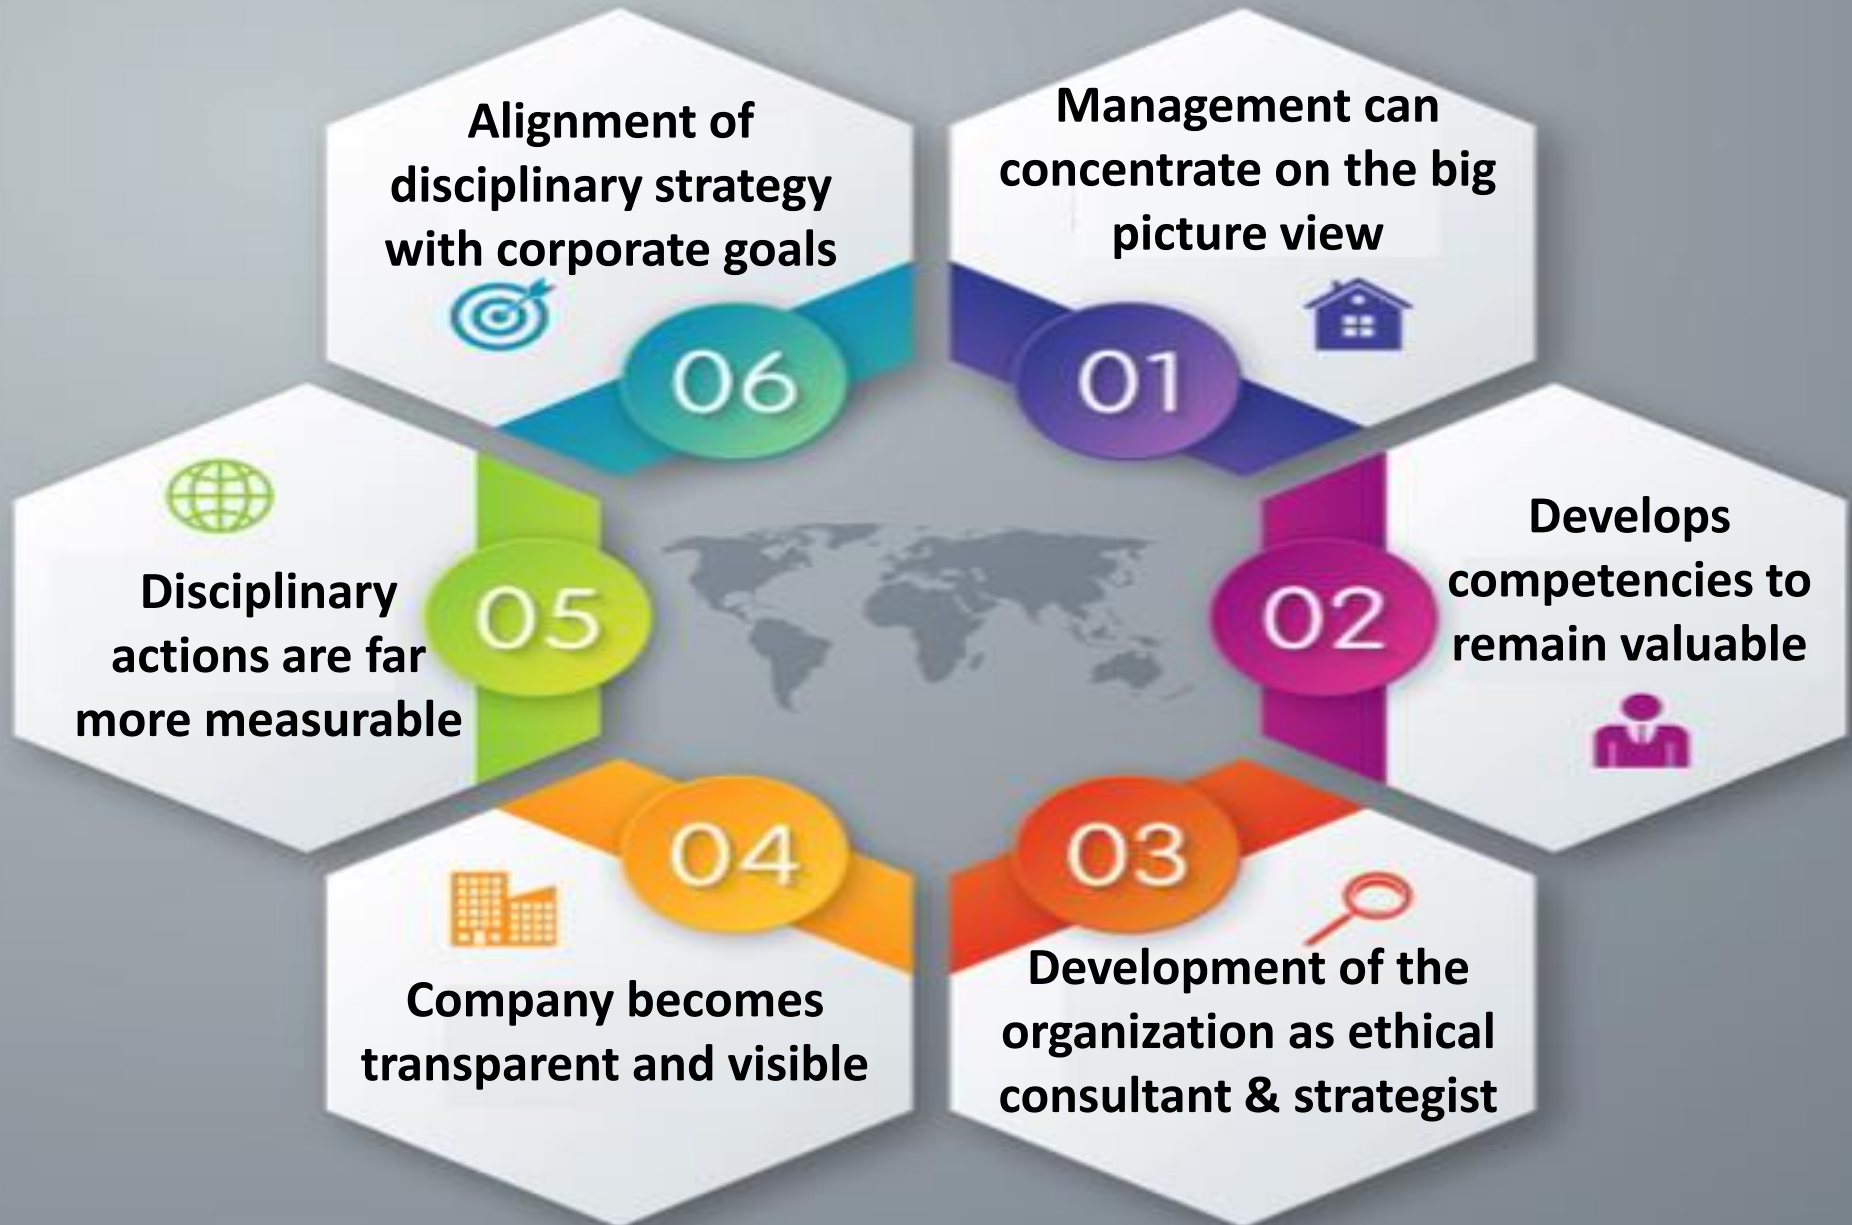 Management can
concentrate on the big
picture view
01
Develops
competencies to
remain valuable
02
03
Development of the
organization as ethical
consultant & strategist
04
Company becomes
transparent and visible
05
Disciplinary
actions are far
more measurable
Alignment of
disciplinary strategy
with corporate goals
06